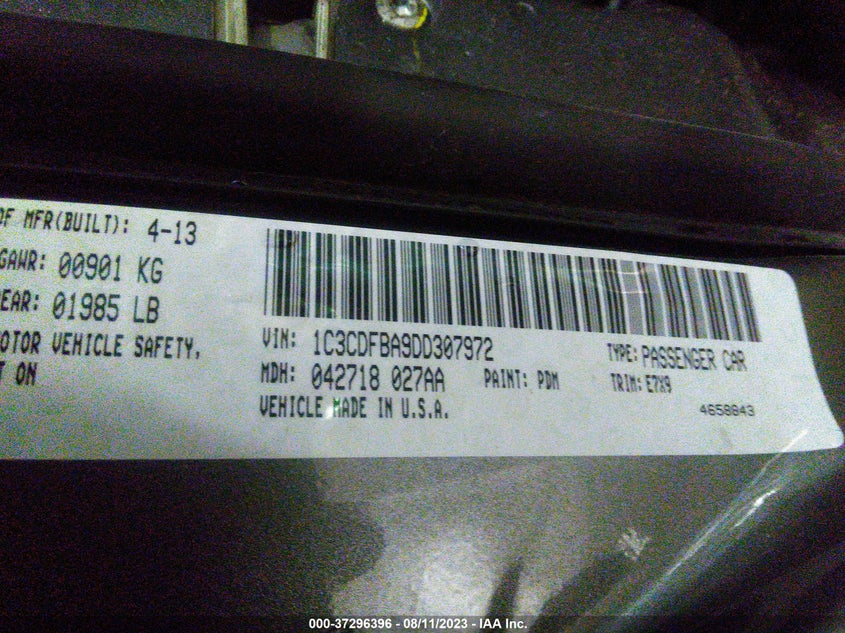 OF MFR(BUILT): 4-13
GAWR: 00901 KG
EAR: 01985 LB
OTOR VEHICLE SAFETY,
T ON
VIN: 1C3CDFBA9DD307972
TYPE: PASSENGER CAR
MDH: 042718 027AA
PAINT: PDM
TRIM: E7X9
VEHICLE MADE IN U.S.A.
4658843
000-37296396 - 08/11/2023 - IAA Inc.